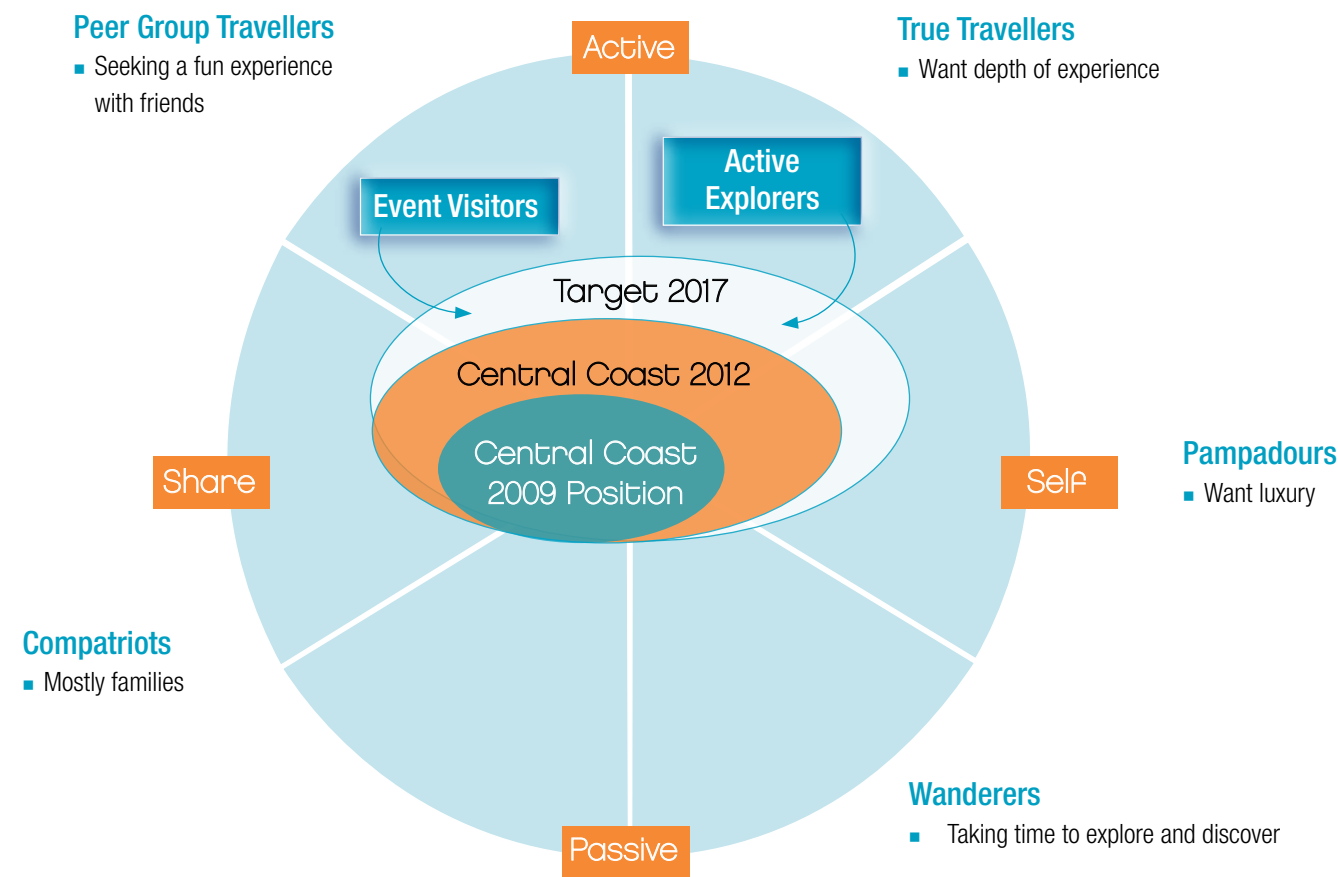 Peer Group Travellers
■ Seeking a fun experience
with friends
Active
True Travellers
■ Want depth of experience
Event Visitors
Active
Explorers
Target 2017
Central Coast 2012
Central Coast
2009 Position
Share
Self
Pampadours
■ Want luxury
Compatriots
■ Mostly families
Wanderers
■ Taking time to explore and discover
Passive